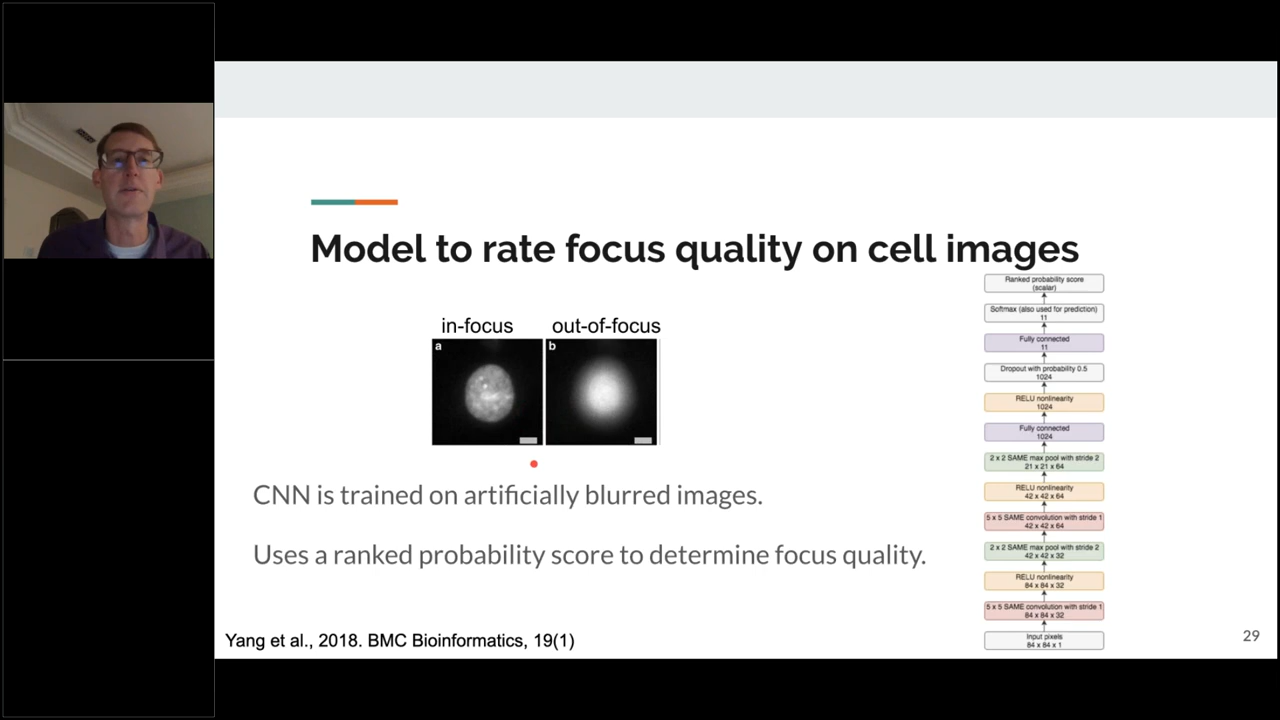 Model to rate focus quality on cell images
in-focus
out-of-focus
a
b
CNN is trained on artificially blurred images.
Uses a ranked probability score to determine focus quality.
Yang et al., 2018. BMC Bioinformatics, 19(1)
Ranked probability score
(scalar)
Softmax (also used for prediction)
11
Fully connected
11
Dropout with probability 0.5
1024
RELU nonlinearity
1024
Fully connected
1024
2 x 2 SAME max pool with stride 2
21 x 21 x 64
RELU nonlinearity
42 x 42 x 64
5 x 5 SAME convolution with stride 1
42 x 42 x 64
2 x 2 SAME max pool with stride 2
42 x 42 x 32
RELU nonlinearity
84 x 84 x 32
5 x 5 SAME convolution with stride 1
84 x 84 x 32
Input pixels
84 x 84 x 1
29